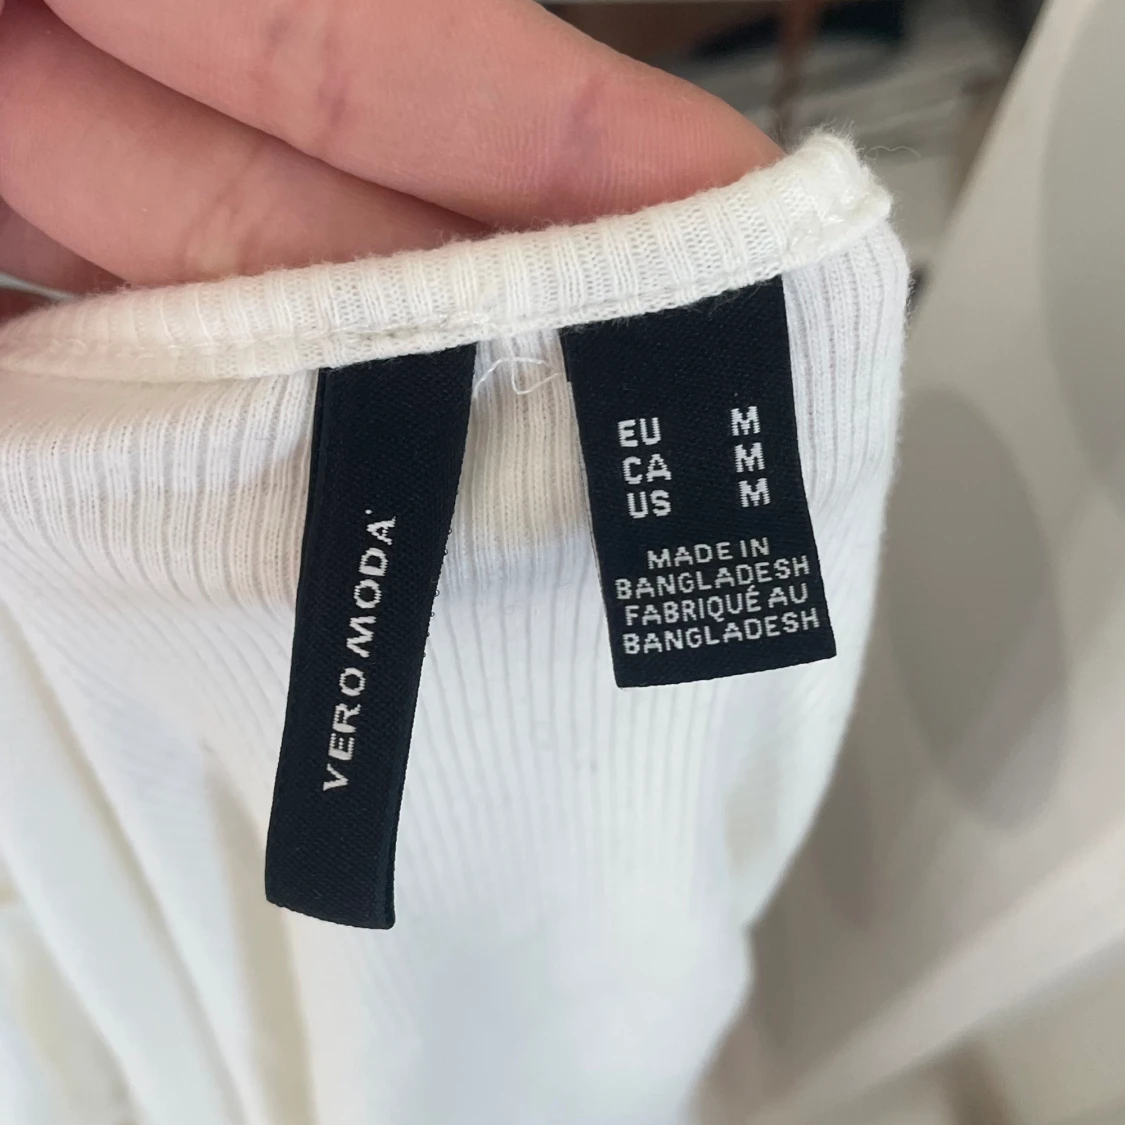 VERO MODA
EU M
CA M
US M
MADE IN
BANGLADESH
FABRIQUÉ AU
BANGLADESH